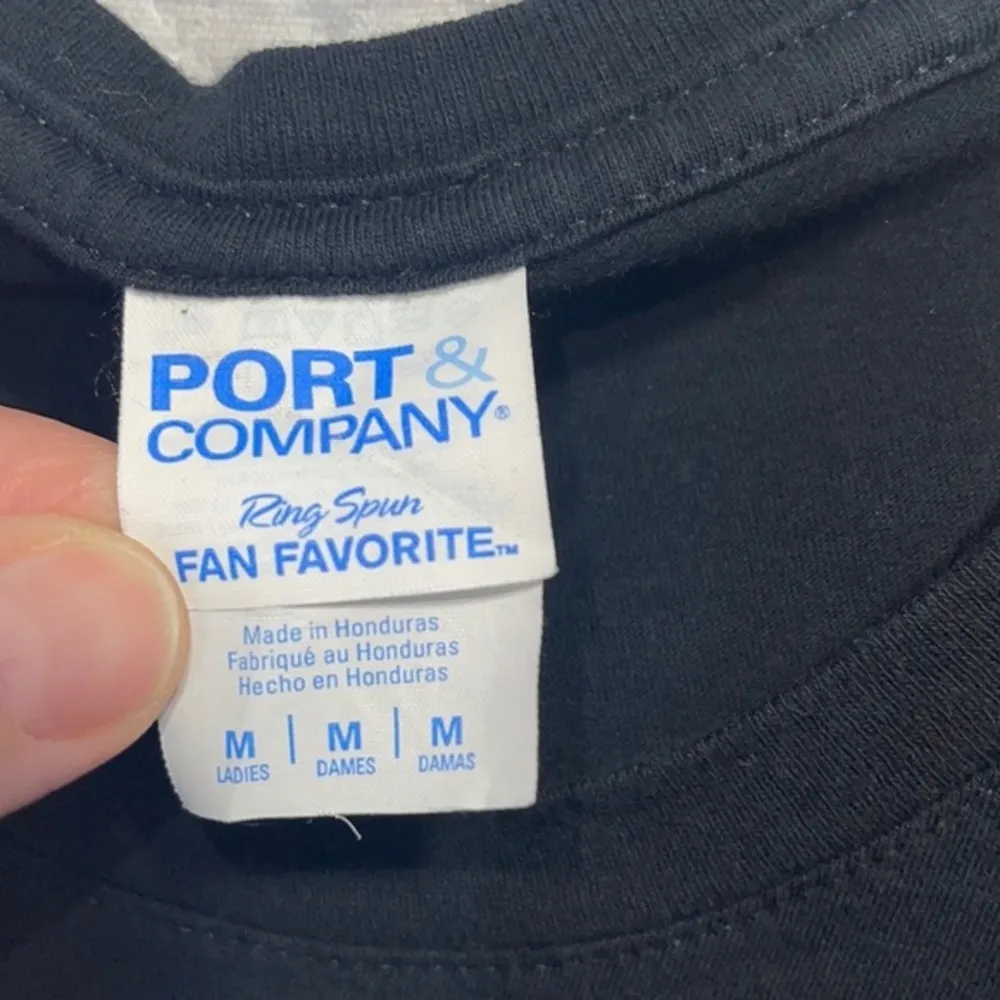 PORT &
COMPANY®
Ring Spun
FAN FAVORITE™
Made in Honduras
Fabriqué au Honduras
Hecho en Honduras
M | M | M
LADIES DAMES DAMAS